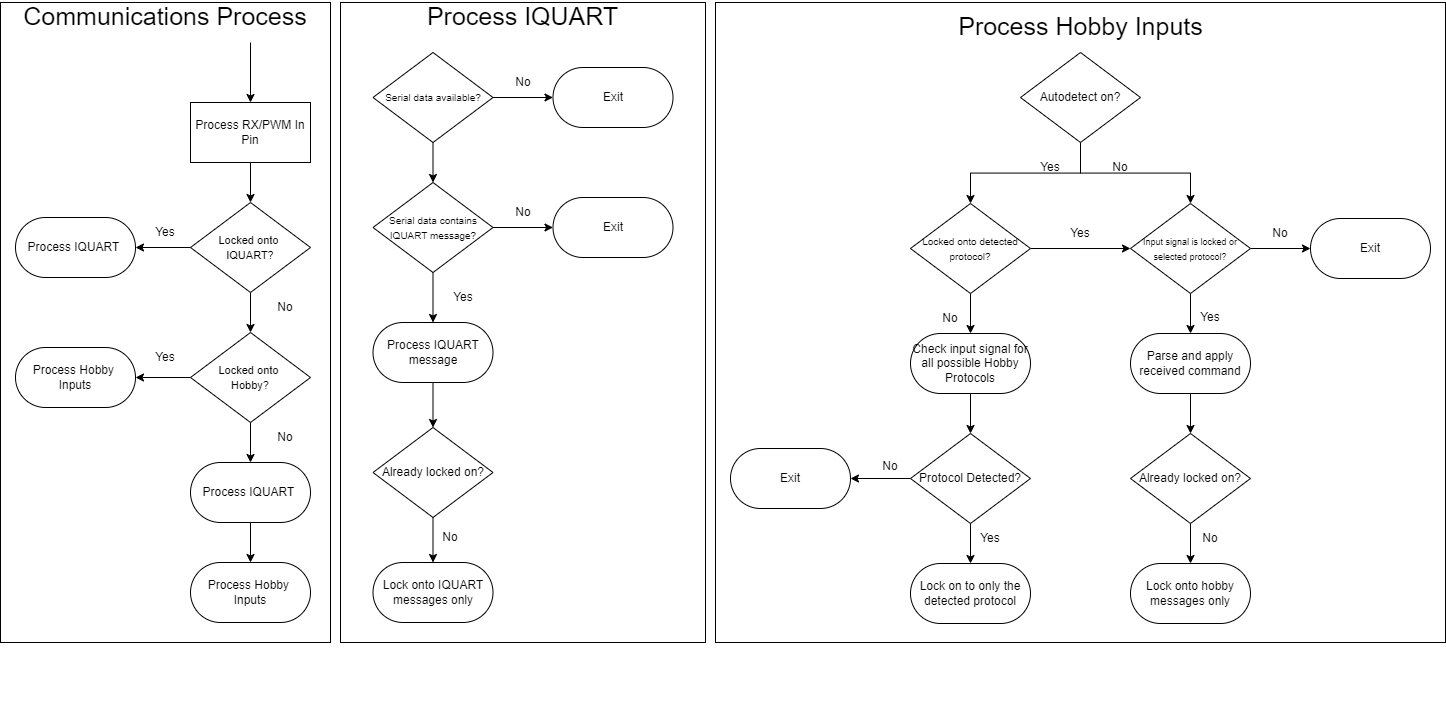 Communications Process
Process RX/PWM In
Pin
Locked onto
IQUART?
Yes
Process IQUART
No
Locked onto
Hobby?
Yes
Process Hobby
Inputs
No
Process IQUART
Process Hobby
Inputs
Process IQUART
Serial data available?
No
Exit
Serial data contains
IQUART message?
No
Exit
Yes
Process IQUART
message
Already locked on?
No
Lock onto IQUART
messages only
Process Hobby Inputs
Autodetect on?
Yes
No
Locked onto detected
protocol?
Yes
Input signal is locked or
selected protocol?
No
Exit
No
Check input signal for
all possible Hobby
Protocols
Yes
Parse and apply
received command
Protocol Detected?
No
Exit
Yes
Lock on to only the
detected protocol
Already locked on?
No
Lock onto hobby
messages only